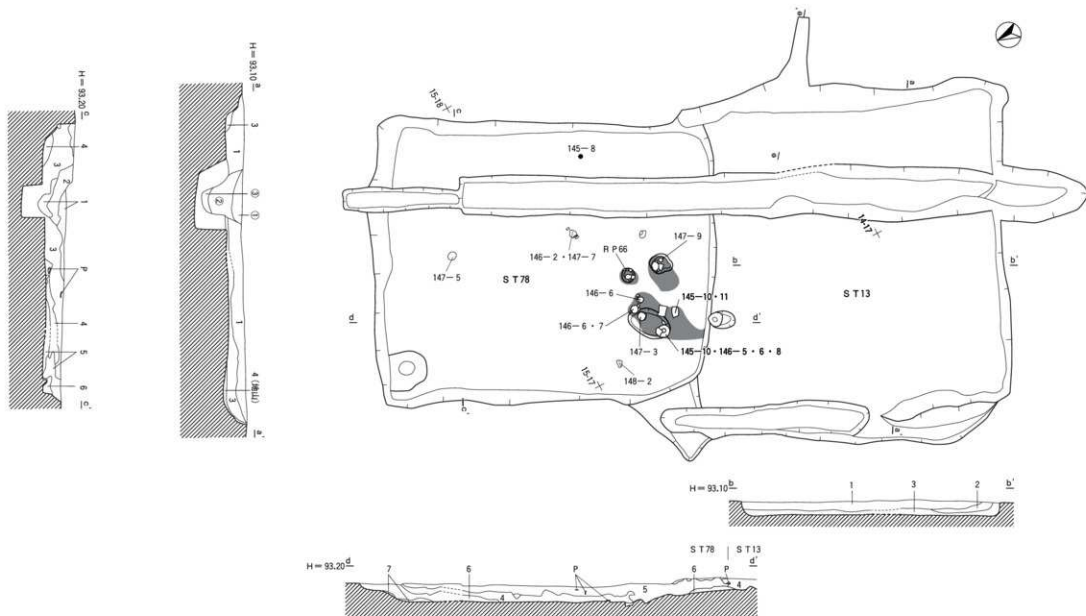 H=93.20
c
4
3
2
1
3
P
4
5
6
c'
H=93.10
a
3
1
③
②
①
1
4 (地山)
3
a'
e'
a
15-18
c
145-8
e
14-17
146-2・147-7
147-9
RP66
147-5
ST78
b
b'
ST13
146-6
145-10・11
d
d'
146-6・7
147-3
145-10・146-5・6・8
15-17
148-2
c'
a'
H=93.10
b
1
3
2
b'
ST78
ST13
H=93.20
d
7
6
P
6
P
d'
4
5
4